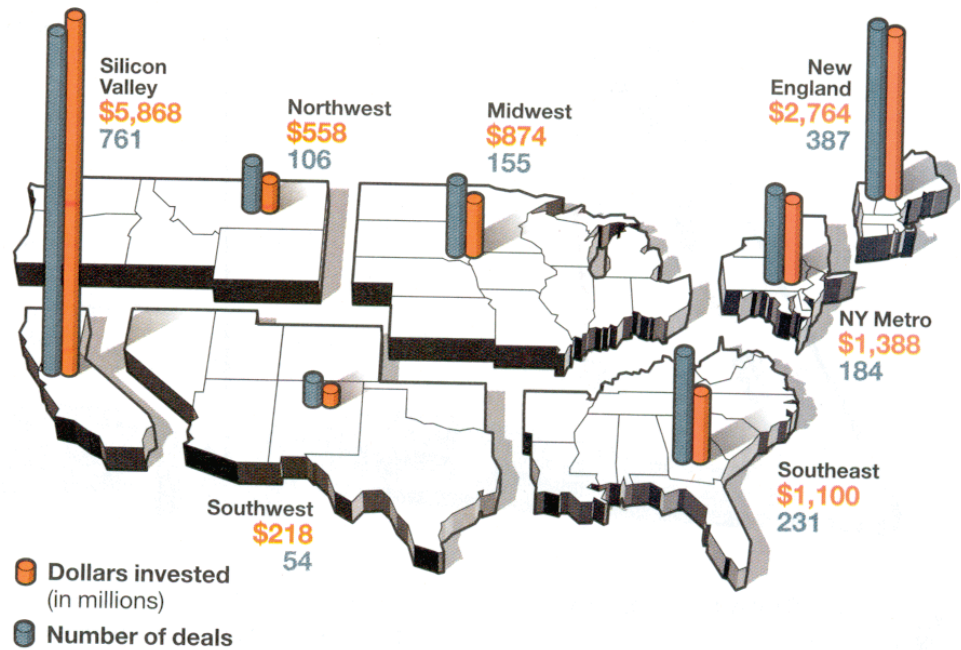 Silicon
Valley
$5,868
761
Northwest
$558
106
Midwest
$874
155
New
England
$2,764
387
NY Metro
$1,388
184
Southeast
$1,100
231
Southwest
$218
54
Dollars invested
(in millions)
Number of deals